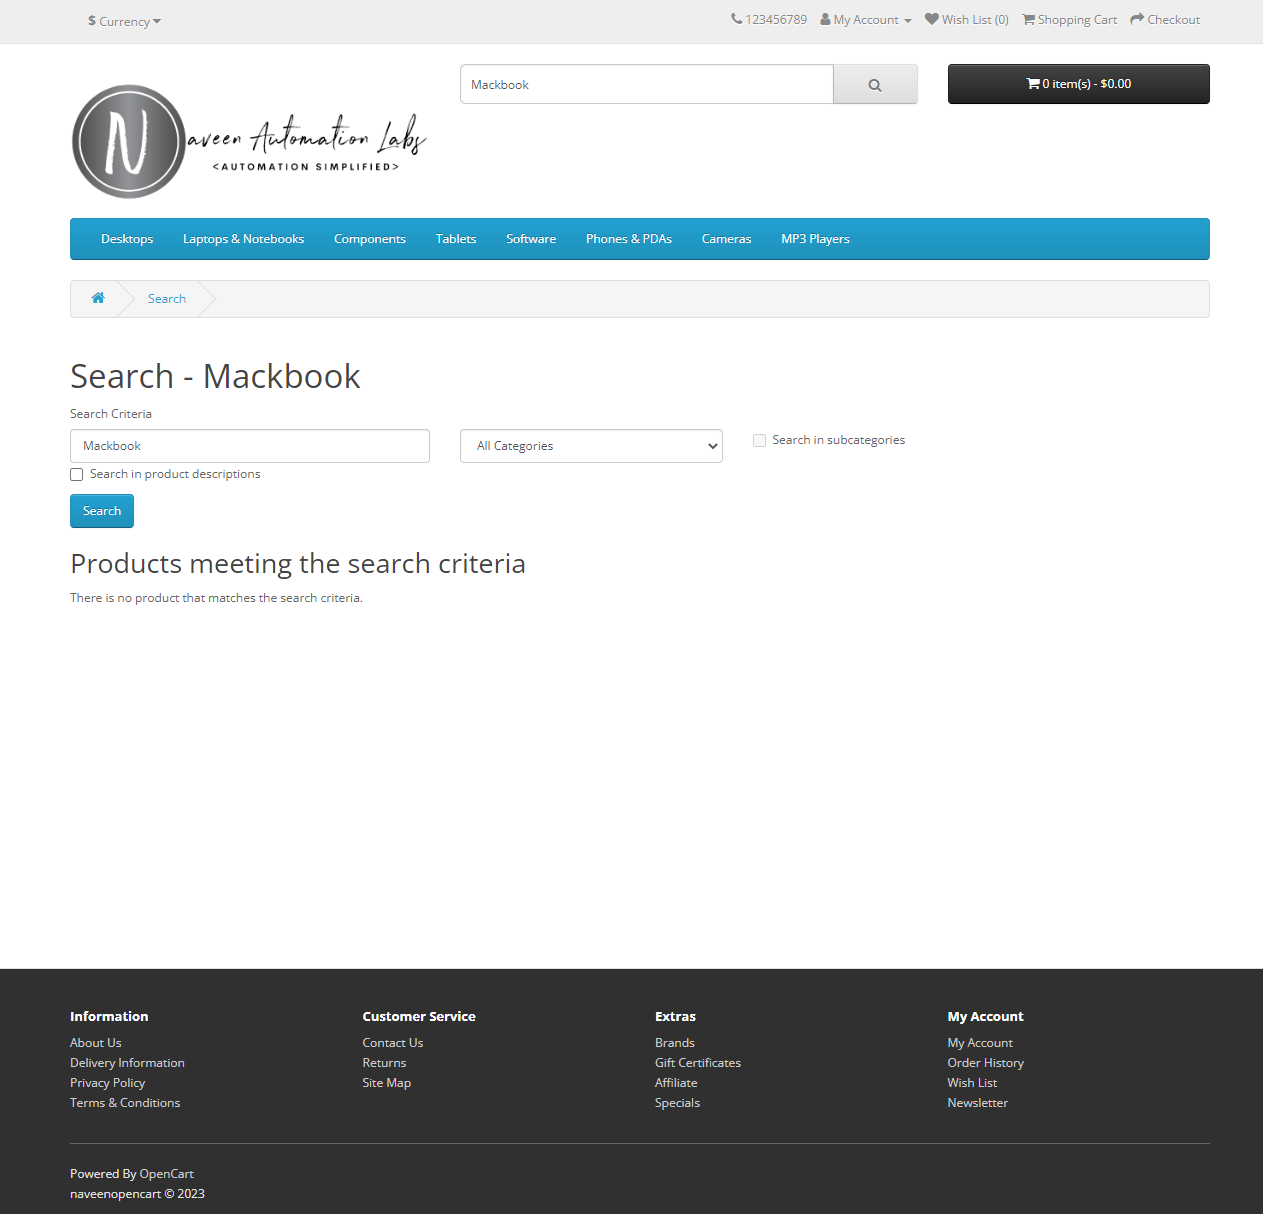 $ Currency
123456789 My Account Wish List (0) Shopping Cart Checkout
Mackbook
0 item(s) - $0.00
N
aveen Automation Labs
<AUTOMATION SIMPLIFIED>
Desktops Laptops & Notebooks Components Tablets Software Phones & PDAs Cameras MP3 Players
Search
Search - Mackbook
Search Criteria
Mackbook
All Categories
Search in subcategories
Search in product descriptions
Search
Products meeting the search criteria
There is no product that matches the search criteria.
Information
About Us
Delivery Information
Privacy Policy
Terms & Conditions
Customer Service
Contact Us
Returns
Site Map
Extras
Brands
Gift Certificates
Affiliate
Specials
My Account
My Account
Order History
Wish List
Newsletter
Powered By OpenCart
naveenopencart © 2023